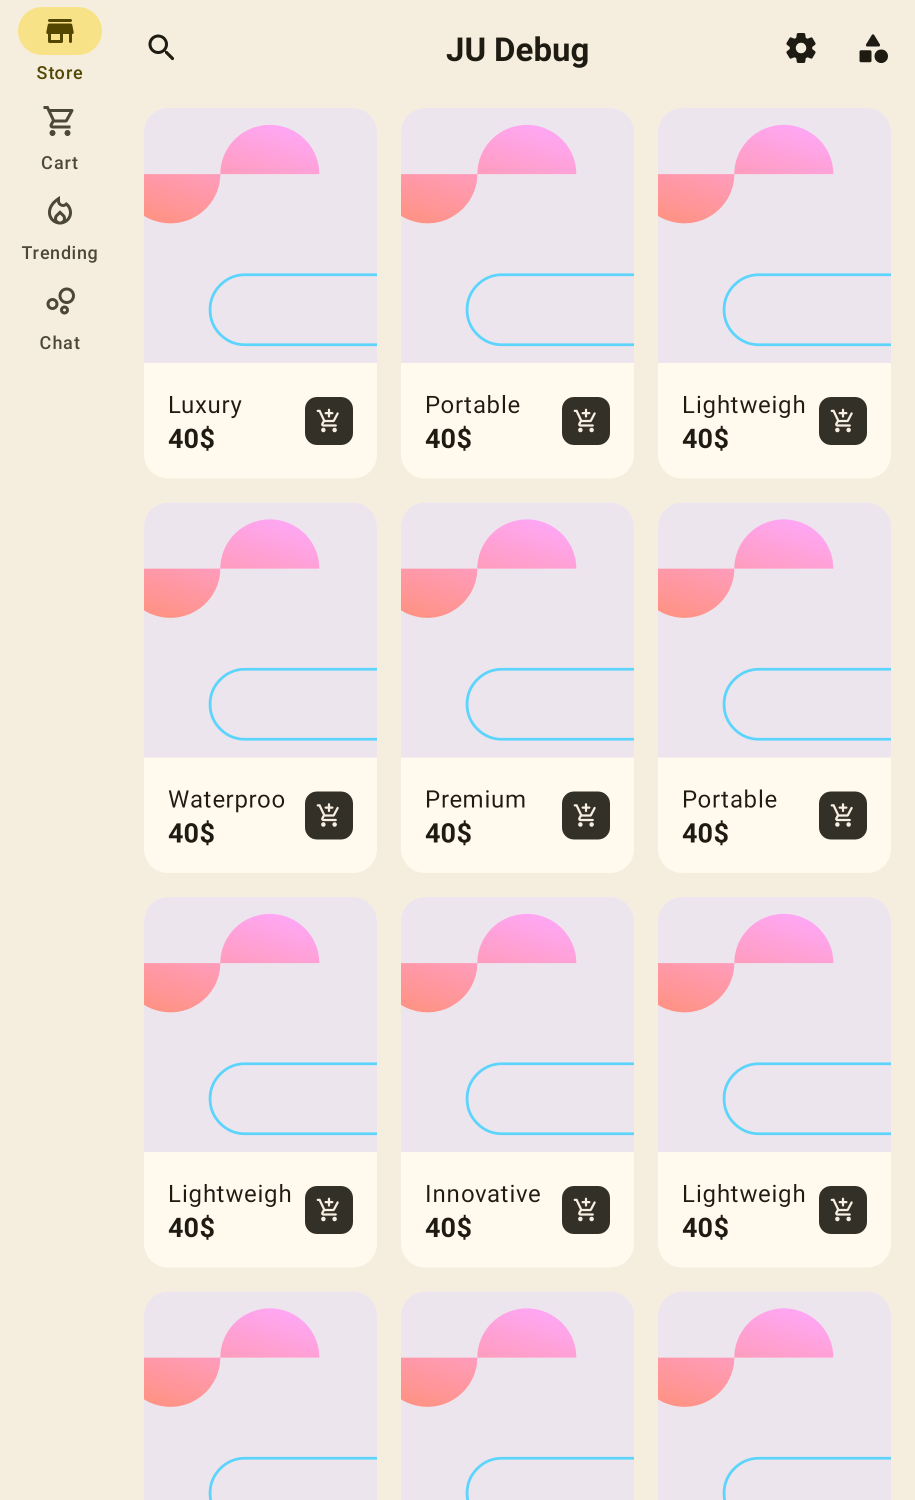 Store
Cart
Trending
Chat
JU Debug
Luxury
40$
Portable
40$
Lightweigh
40$
Waterproo
40$
Premium
40$
Portable
40$
Lightweigh
40$
Innovative
40$
Lightweigh
40$